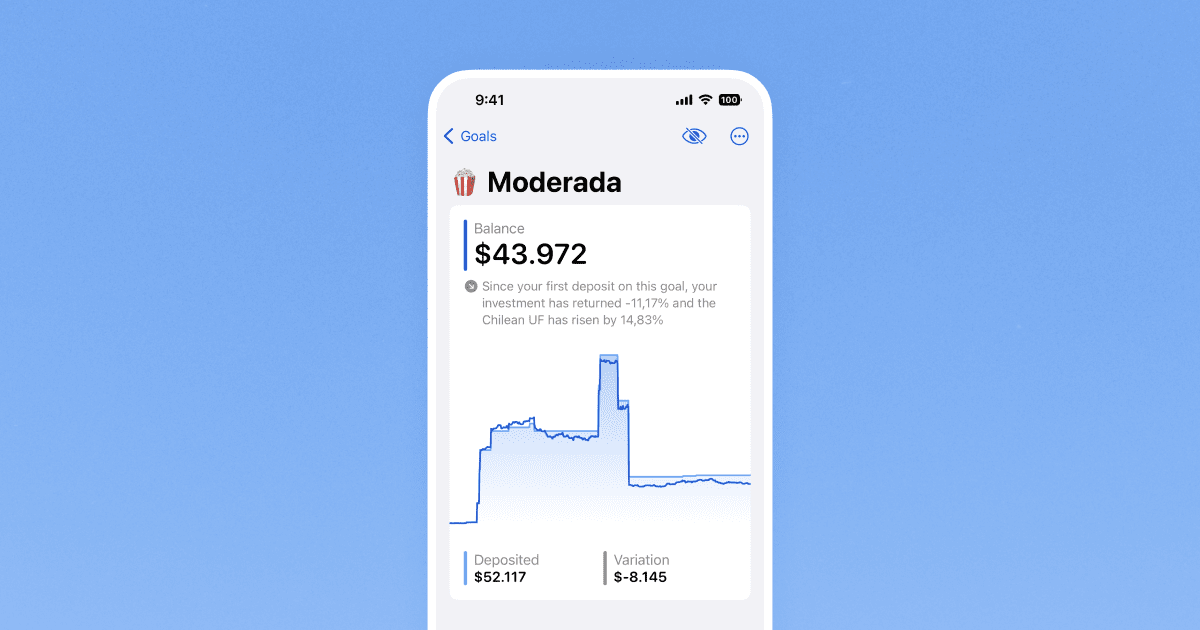 9:41
100
Goals
Moderada
Balance
$43.972
Since your first deposit on this goal, your
investment has returned -11,17% and the
Chilean UF has risen by 14,83%
Deposited
Variation
$52.117
$-8.145